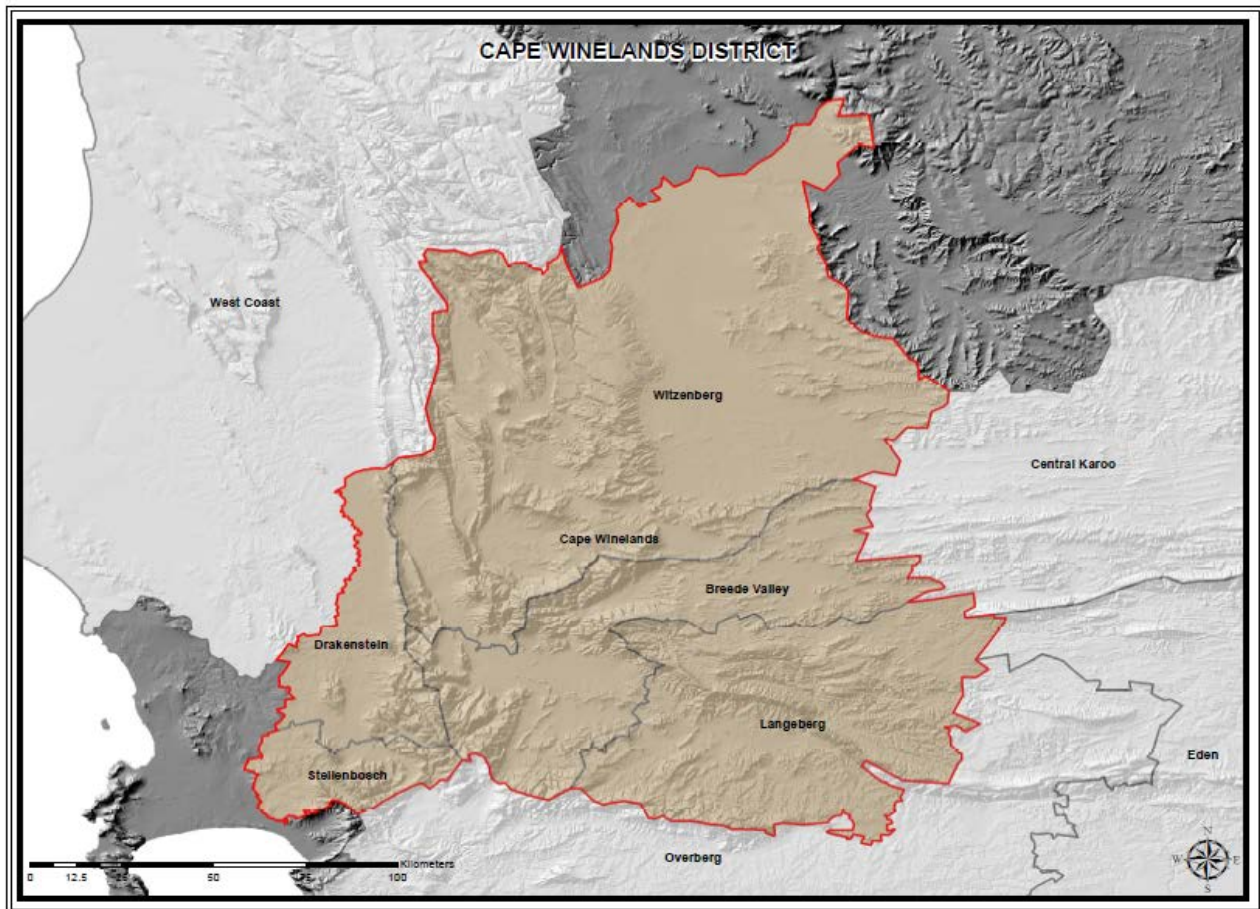 CAPE WINELANDS DISTRICT
West Coast
Witzenberg
Central Karoo
Cape Winelands
Breede Valley
Drakenstein
Langeberg
Eden
Stellenbosch
Overberg
Kilometers
0 12.5 25 50 100
N
W E
S